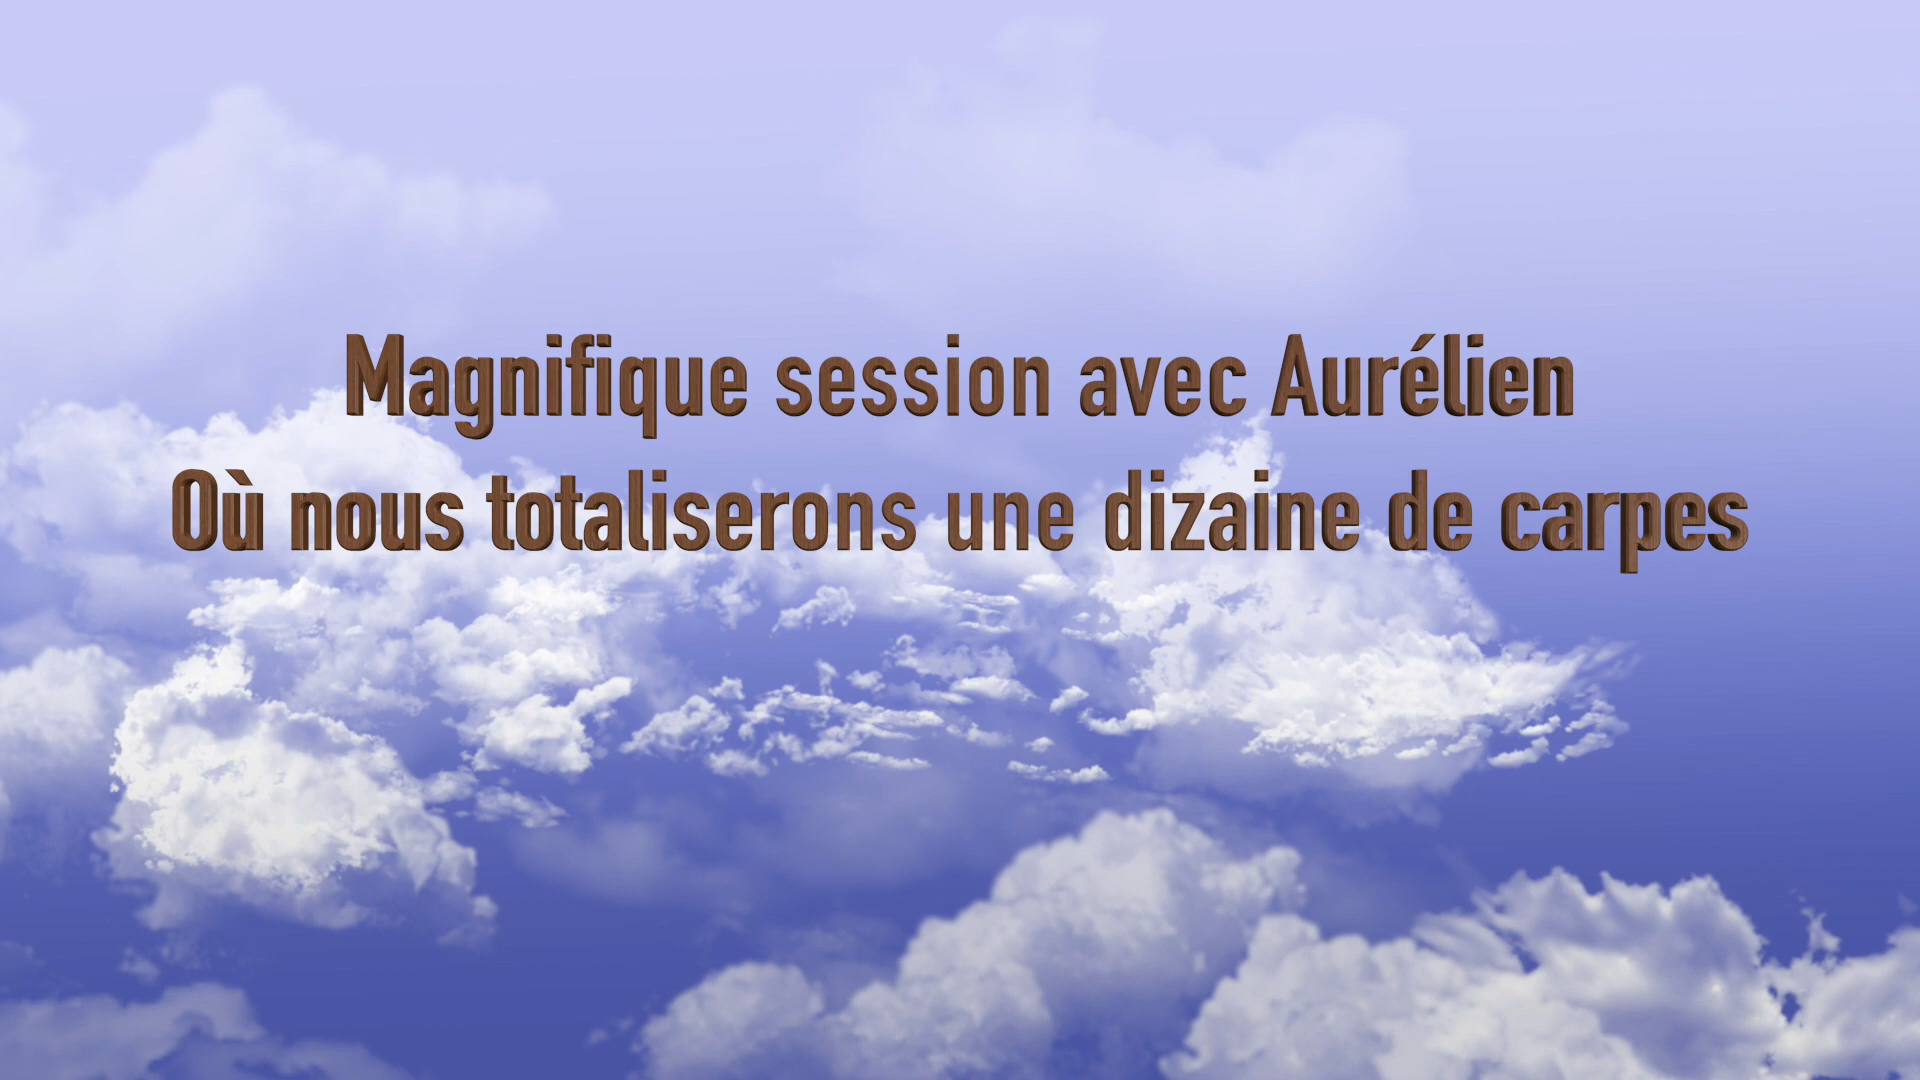 Magnifique session avec Aurélien
Où nous totaliserons une dizaine de carpes